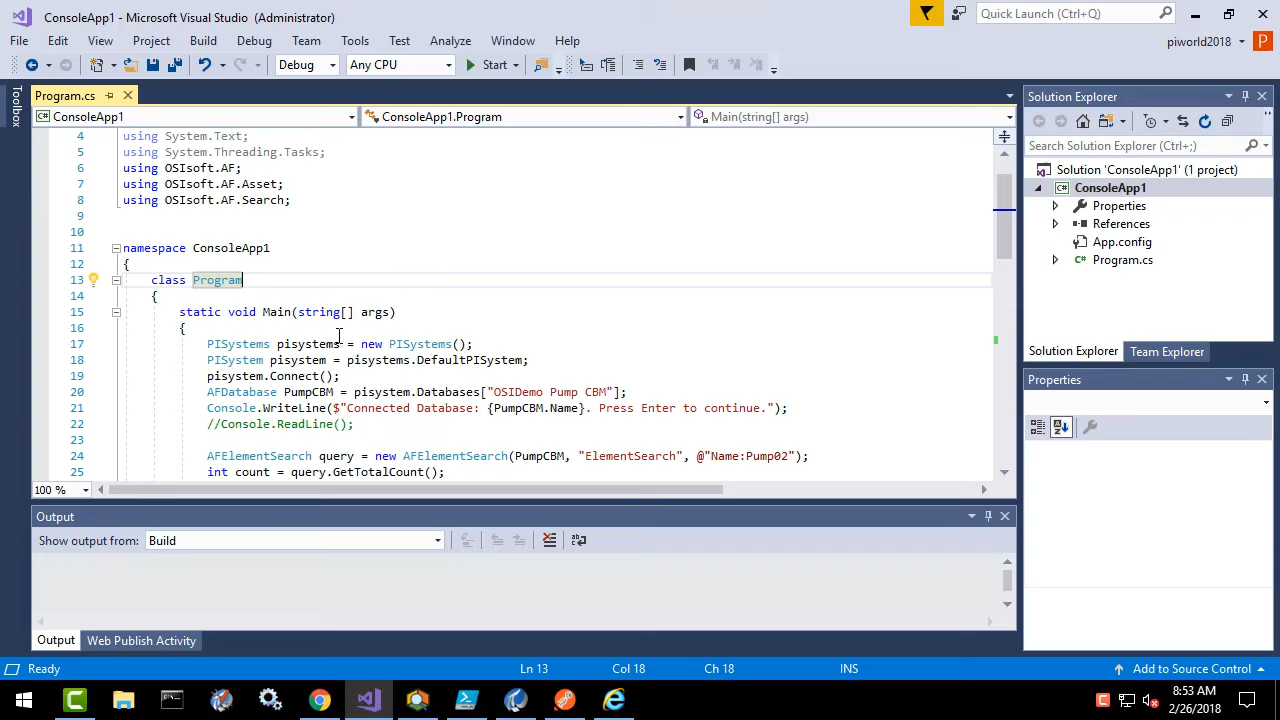 ConsoleApp1 - Microsoft Visual Studio (Administrator)
Quick Launch (Ctrl+Q)
File Edit View Project Build Debug Team Tools Test Analyze Window Help
piworld2018
P
Debug Any CPU Start
Toolbox
Program.cs
ConsoleApp1 ConsoleApp1.Program Main(string[] args)
4 using System.Text;
5 using System.Threading.Tasks;
6 using OSIsoft.AF;
7 using OSIsoft.AF.Asset;
8 using OSIsoft.AF.Search;
9
10
11 namespace ConsoleApp1
12 {
13 class Program
14 {
15 static void Main(string[] args)
16 {
17 PISystems pisystems = new PISystems();
18 PISystem pisystem = pisystems.DefaultPISystem;
19 pisystem.Connect();
20 AFDatabase PumpCBM = pisystem.Databases["OSIDemo Pump CBM"];
21 Console.WriteLine($"Connected Database: {PumpCBM.Name}. Press Enter to continue.");
22 //Console.ReadLine();
23
24 AFElementSearch query = new AFElementSearch(PumpCBM, "ElementSearch", @"Name:Pump02");
25 int count = query.GetTotalCount();
100 %
Solution Explorer
Search Solution Explorer (Ctrl+;)
Solution 'ConsoleApp1' (1 project)
C# ConsoleApp1
Properties
References
App.config
C# Program.cs
Solution Explorer Team Explorer
Properties
Output
Show output from: Build
Output Web Publish Activity
Ready Ln 13 Col 18 Ch 18 INS Add to Source Control
8:53 AM
2/26/2018